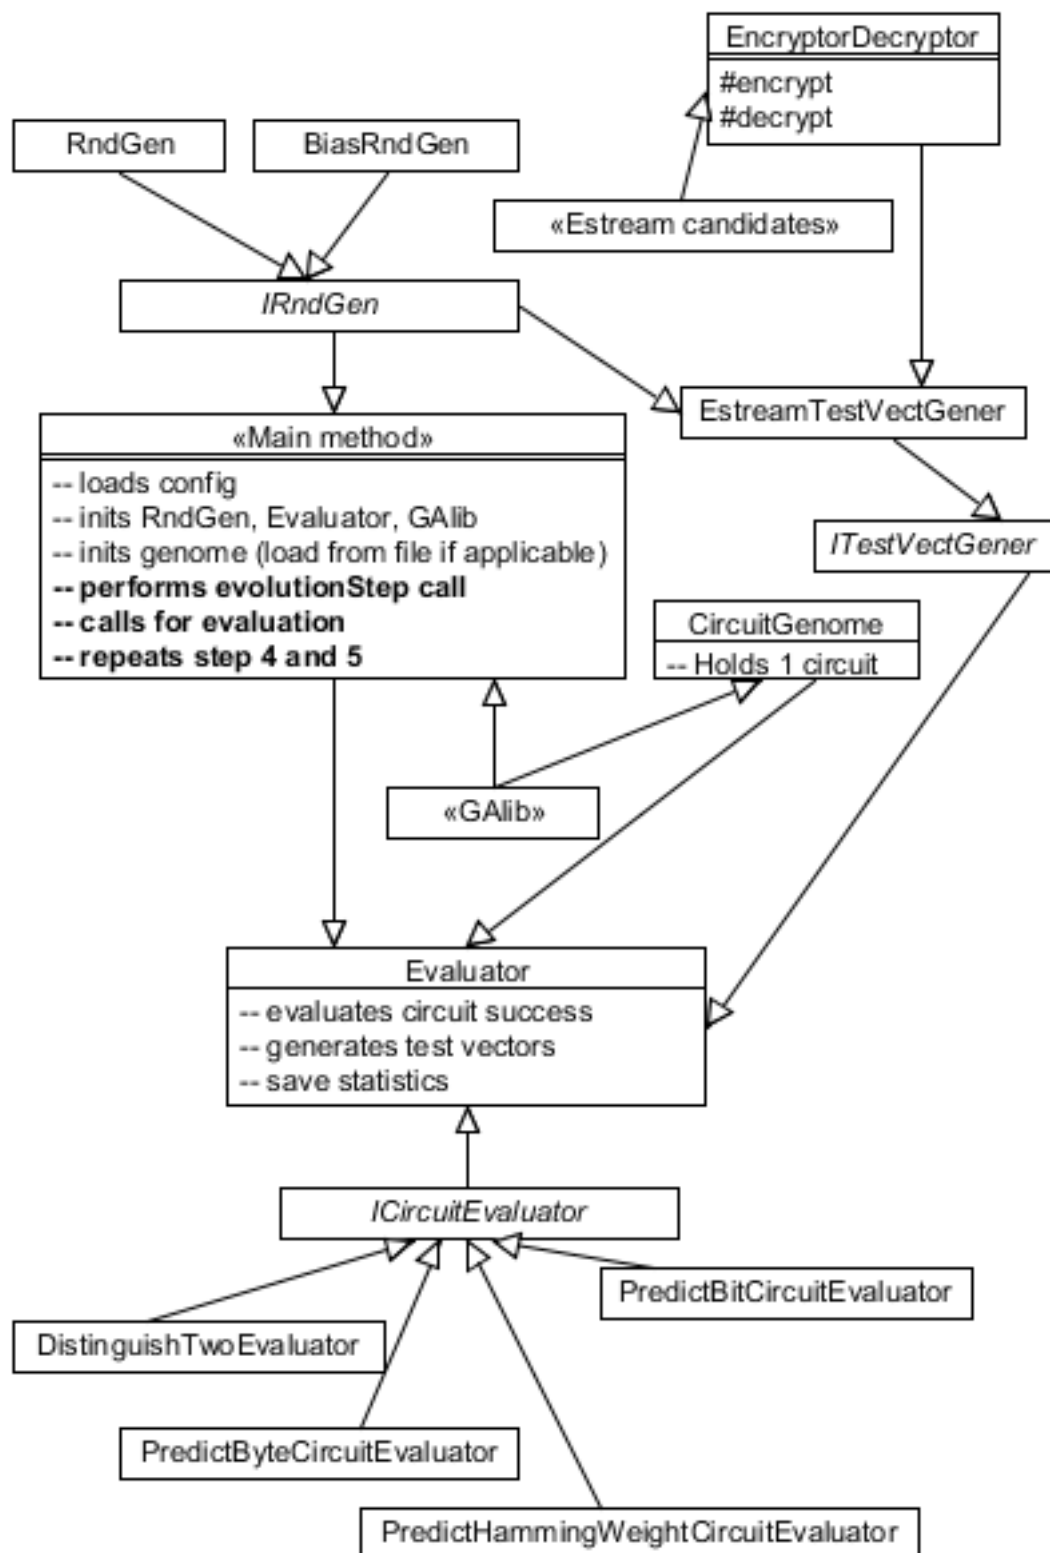 EncryptorDecryptor
#encrypt
#decrypt
RndGen
BiasRndGen
«Estream candidates»
IRndGen
EstreamTestVectGener
«Main method»
-- loads config
-- inits RndGen, Evaluator, GAlib
-- inits genome (load from file if applicable)
-- performs evolutionStep call
-- calls for evaluation
-- repeats step 4 and 5
ITestVectGener
CircuitGenome
-- Holds 1 circuit
«GAlib»
Evaluator
-- evaluates circuit success
-- generates test vectors
-- save statistics
ICircuitEvaluator
PredictBitCircuitEvaluator
DistinguishTwoEvaluator
PredictByteCircuitEvaluator
PredictHammingWeightCircuitEvaluator